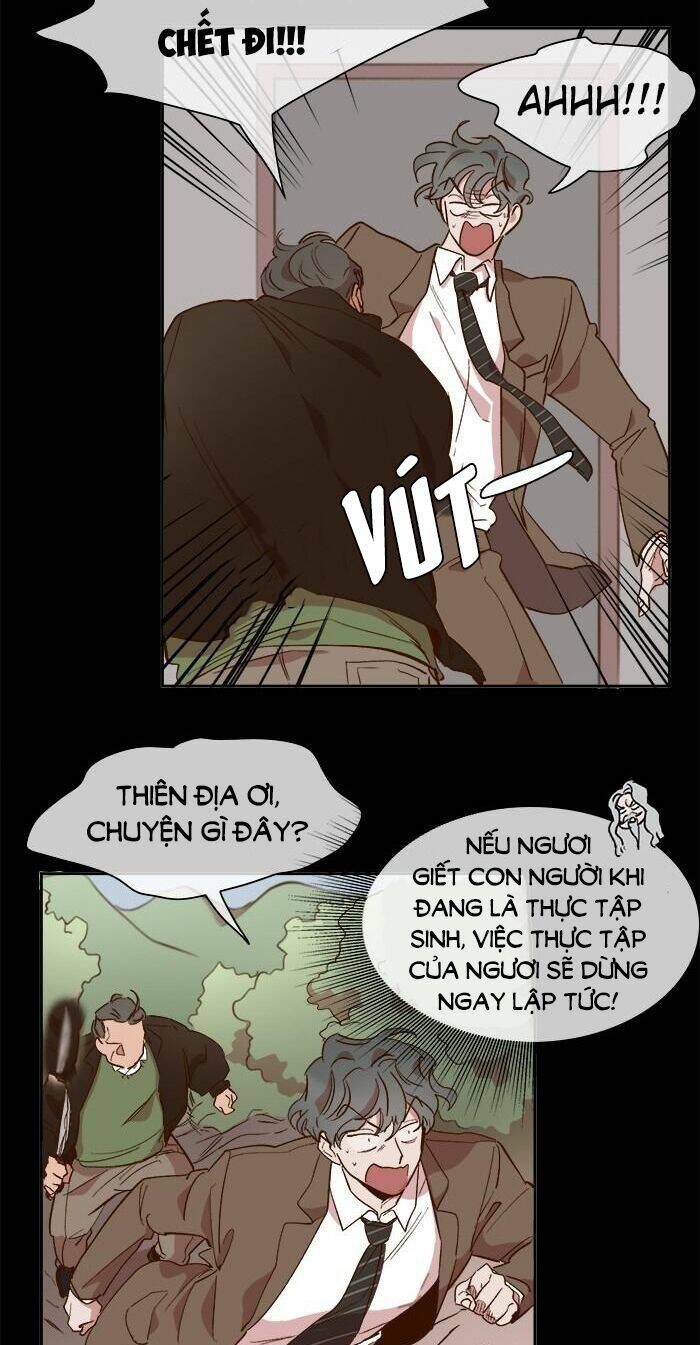 CHẾT ĐI!!!
AHHH!!!
VÚT
THIÊN ĐỊA ƠI,
CHUYỆN GÌ ĐÂY?
NẾU NGƯƠI
GIẾT CON NGƯỜI KHI
ĐANG LÀ THỰC TẬP
SINH, VIỆC THỰC TẬP
CỦA NGƯƠI SẼ DỪNG
NGAY LẬP TỨC!